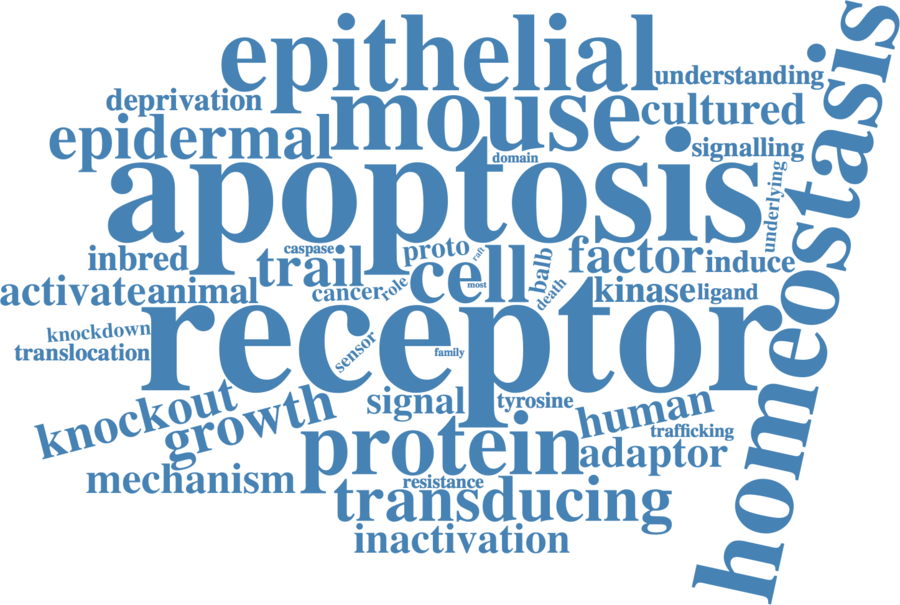 epithelial
understanding
deprivation
mouse
cultured
epidermal
signalling
domain
apoptosis
underlying
homeostasis
inbred
caspase
trail
proto
raft
cell
balb
factor
induce
activate
animal
cancer
role
most
death
kinase
ligand
receptor
knockdown
translocation
sensor
family
knockout
growth
signal
tyrosine
human
trafficking
protein
adaptor
mechanism
resistance
transducing
inactivation